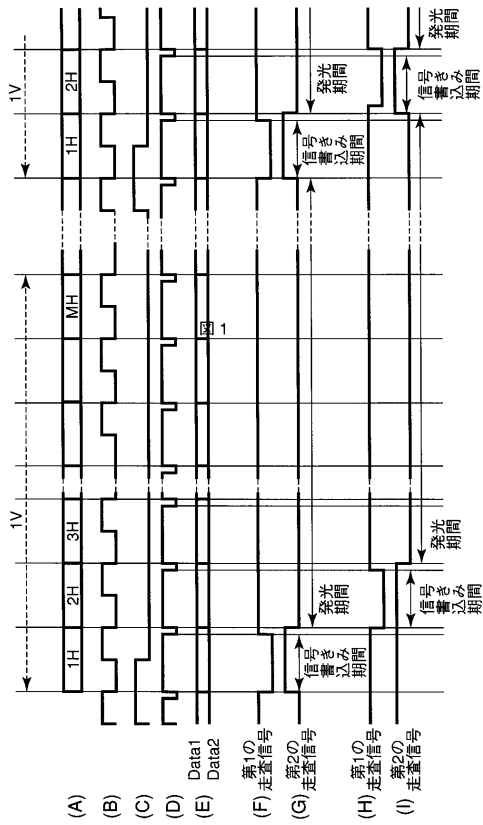 1V
1V
(A)
1H
2H
3H
MH
1H
2H
(B)
(C)
(D)
(E)
Data1
Data2
図 1
(F)
第1の
走査信号
(G)
第2の
走査信号
信号きみ
書込期間
発光
期間
信号きみ
書込期間
発光
期間
(H)
第1の
走査信号
(I)
第2の
走査信号
信号きみ
書込期間
発光
期間
信号きみ
書込期間
発光
期間